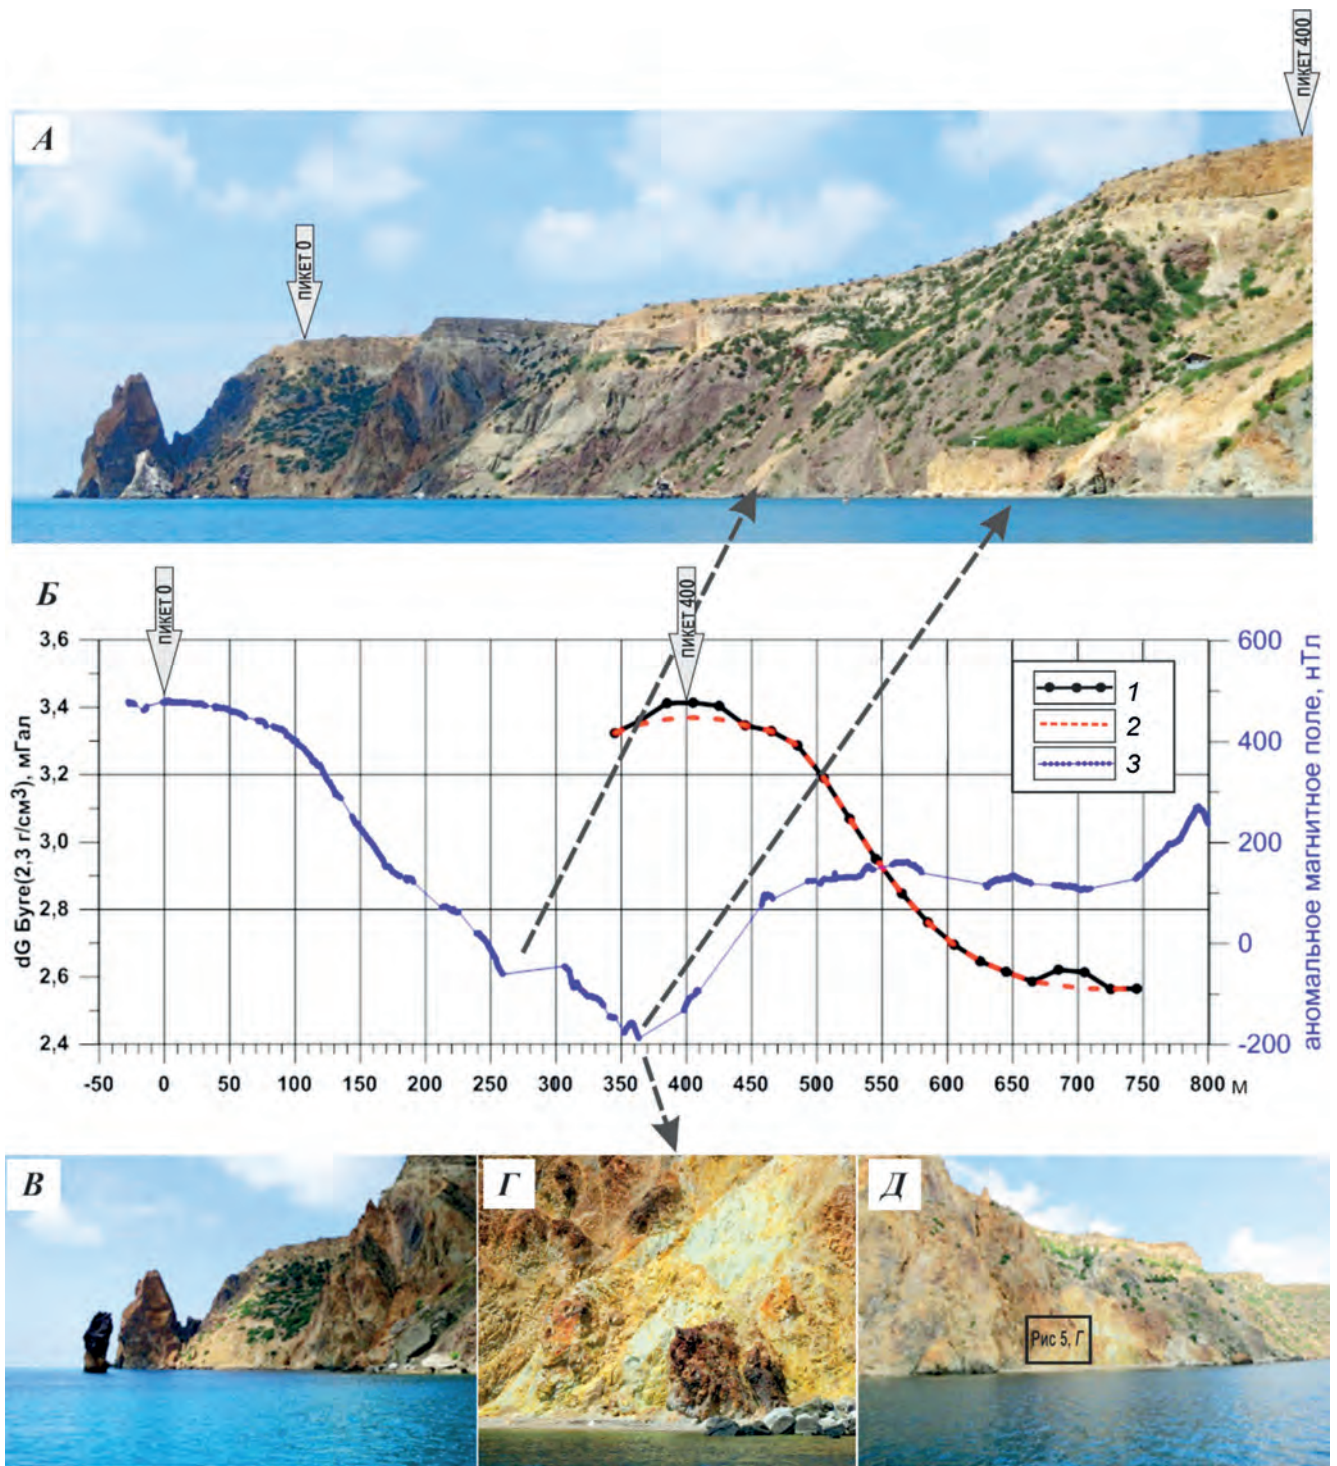 ПИКЕТ 400
А
ПИКЕТ 0
Б
ПИКЕТ 0
ПИКЕТ 400
3,6
3,4
3,2
3,0
2,8
2,6
2,4
dG Буге(2,3 г/см³), мГал
600
400
200
0
-200
аномальное магнитное поле, нТл
1
2
3
-50 0 50 100 150 200 250 300 350 400 450 500 550 600 650 700 750 800 м
В
Г
Д
Рис 5, Г